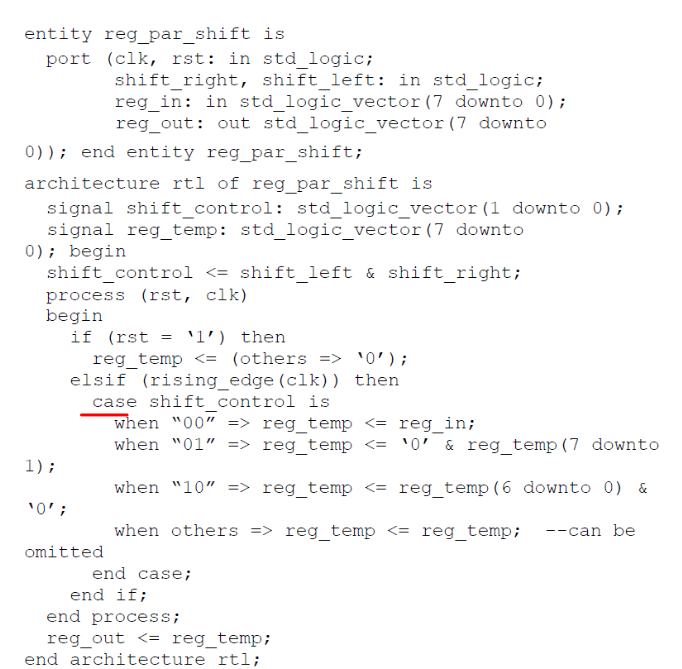 entity reg_par_shift is
port (clk, rst: in std_logic;
shift_right, shift_left: in std_logic;
reg_in: in std_logic_vector(7 downto 0);
reg_out: out std_logic_vector(7 downto
0)); end entity reg_par_shift;
architecture rtl of reg_par_shift is
signal shift_control: std_logic_vector(1 downto 0);
signal reg_temp: std_logic_vector(7 downto
0); begin
shift_control <= shift_left & shift_right;
process (rst, clk)
begin
if (rst = ‘1’) then
reg_temp <= (others => ‘0’);
elsif (rising_edge(clk)) then
case shift_control is
when “00” => reg_temp <= reg_in;
when “01” => reg_temp <= ‘0’ & reg_temp(7 downto
1);
when “10” => reg_temp <= reg_temp(6 downto 0) &
‘0’;
when others => reg_temp <= reg_temp; --can be
omitted
end case;
end if;
end process;
reg_out <= reg_temp;
end architecture rtl;